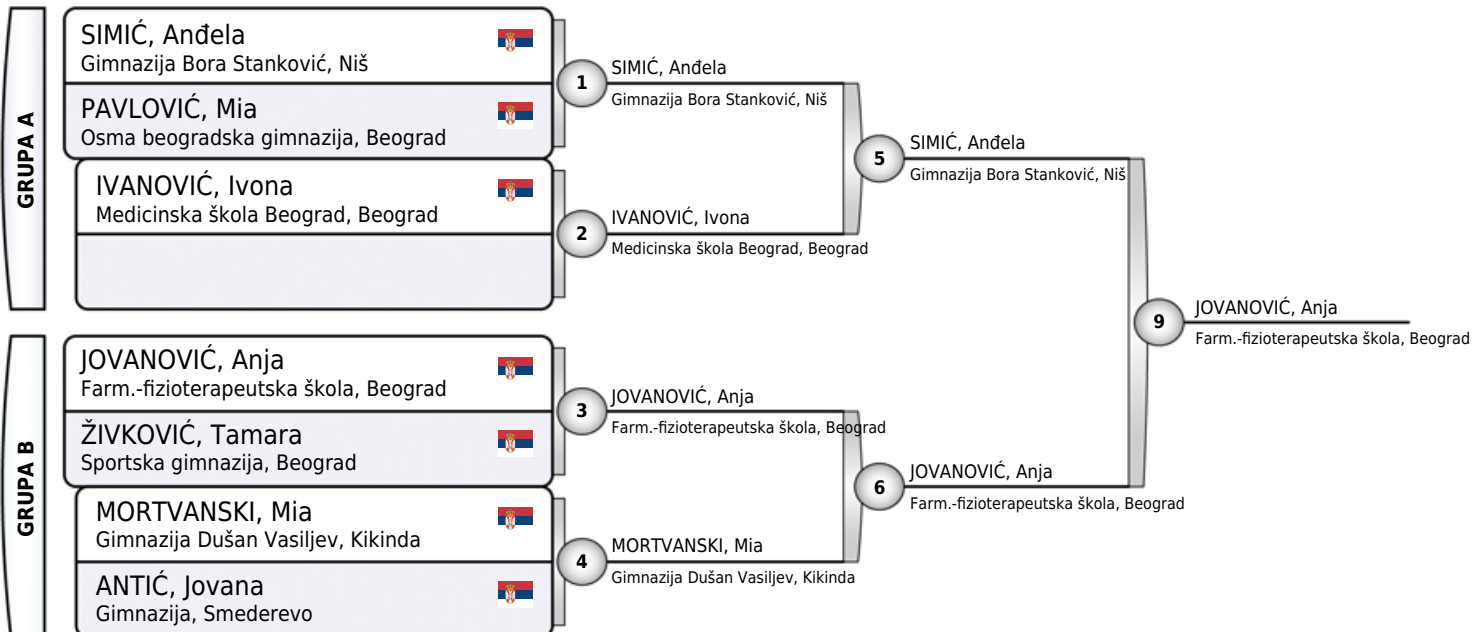 GRUPA A
SIMIĆ, Anđela
Gimnazija Bora Stanković, Niš
PAVLOVIĆ, Mia
Osma beogradska gimnazija, Beograd
IVANOVIĆ, Ivona
Medicinska škola Beograd, Beograd
1
SIMIĆ, Anđela
Gimnazija Bora Stanković, Niš
2
IVANOVIĆ, Ivona
Medicinska škola Beograd, Beograd
5
SIMIĆ, Anđela
Gimnazija Bora Stanković, Niš
GRUPA B
JOVANOVIĆ, Anja
Farm.-fizioterapeutska škola, Beograd
ŽIVKOVIĆ, Tamara
Sportska gimnazija, Beograd
MORTVANSKI, Mia
Gimnazija Dušan Vasiljev, Kikinda
ANTIĆ, Jovana
Gimnazija, Smederevo
3
JOVANOVIĆ, Anja
Farm.-fizioterapeutska škola, Beograd
4
MORTVANSKI, Mia
Gimnazija Dušan Vasiljev, Kikinda
6
JOVANOVIĆ, Anja
Farm.-fizioterapeutska škola, Beograd
9
JOVANOVIĆ, Anja
Farm.-fizioterapeutska škola, Beograd